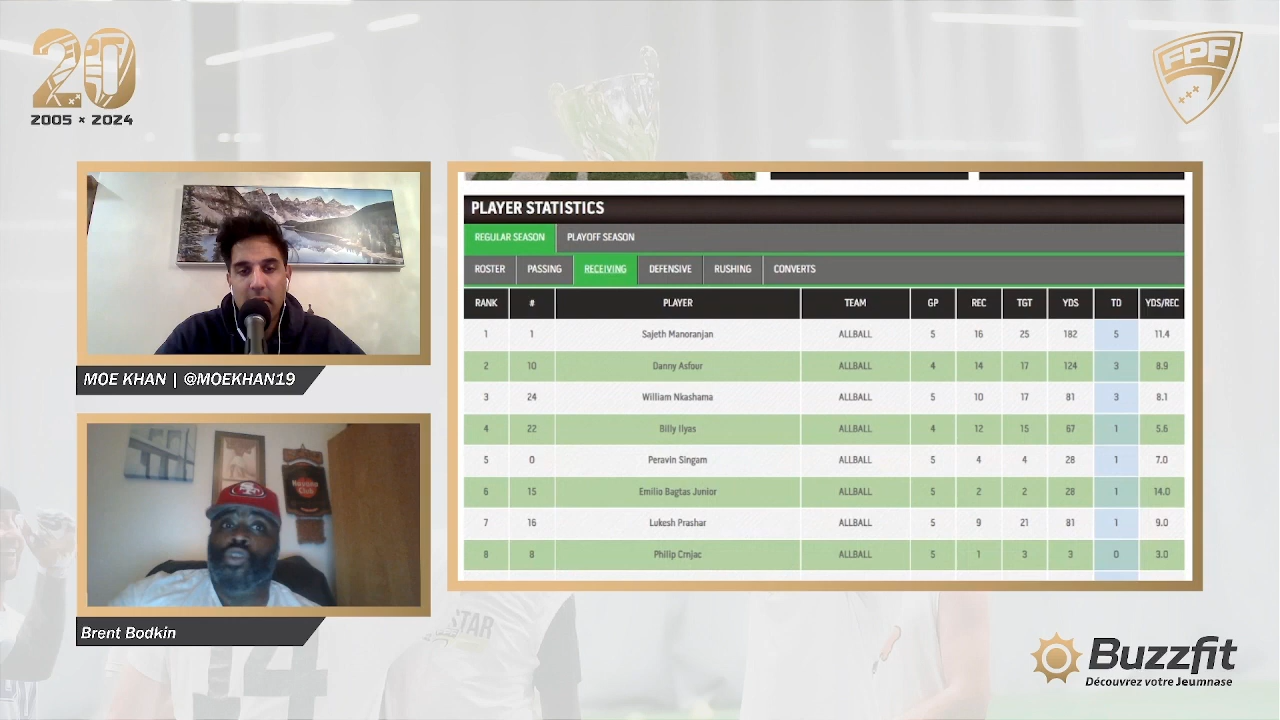 20
2005 × 2024
FPF
MOE KHAN | @MOEKHAN19
Havana
Club
Brent Bodkin
PLAYER STATISTICS
REGULAR SEASON PLAYOFF SEASON
ROSTER PASSING RECEIVING DEFENSIVE RUSHING CONVERTS
RANK # PLAYER TEAM GP REC TGT YDS TD YDS/REC
1 1 Sajeth Manoranjan ALLBALL 5 16 25 182 5 11.4
2 10 Danny Asfour ALLBALL 4 14 17 124 3 8.9
3 24 William Nkashama ALLBALL 5 10 17 81 3 8.1
4 22 Billy Ilyas ALLBALL 4 12 15 67 1 5.6
5 0 Peravin Singam ALLBALL 5 4 4 28 1 7.0
6 15 Emilio Bagtas Junior ALLBALL 5 2 2 28 1 14.0
7 16 Lukesh Prashar ALLBALL 5 9 21 81 1 9.0
8 8 Philip Crnjac ALLBALL 5 1 3 3 0 3.0
STAR
14
Buzzfit
Découvrez votre Jeumnase